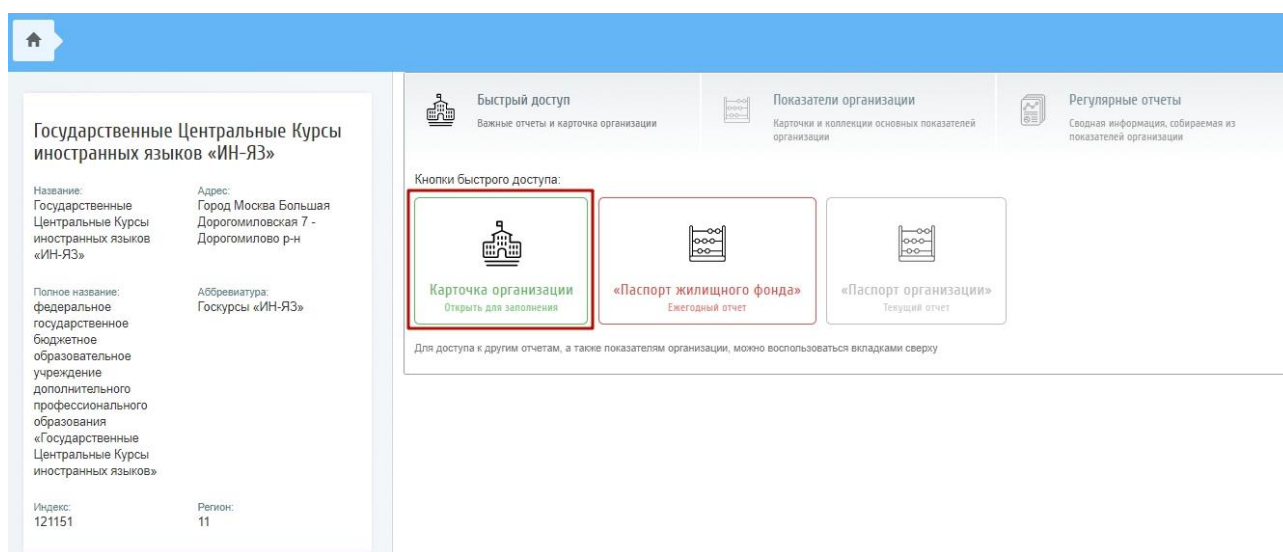 Государственные Центральные Курсы
иностранных языков «ИН-ЯЗ»
Название:
Государственные
Центральные Курсы
иностранных языков
«ИН-ЯЗ»
Адрес:
Город Москва Большая
Дорогомиловская 7 -
Дорогомилово р-н
Полное название:
федеральное
государственное
бюджетное
образовательное
учреждение
дополнительного
профессионального
образования
«Государственные
Центральные Курсы
иностранных языков»
Аббревиатура:
Госкурсы «ИН-ЯЗ»
Индекс:
121151
Регион:
11
Быстрый доступ
Важные отчеты и карточка организации
Показатели организации
Карточки и коллекции основных показателей
организации
Регулярные отчеты
Сводная информация, собираемая из
показателей организации
Кнопки быстрого доступа:
Карточка организации
Открыть для заполнения
«Паспорт жилищного фонда»
Ежегодный отчет
«Паспорт организации»
Текущий отчет
Для доступа к другим отчетам, а также показателям организации, можно воспользоваться вкладками сверху